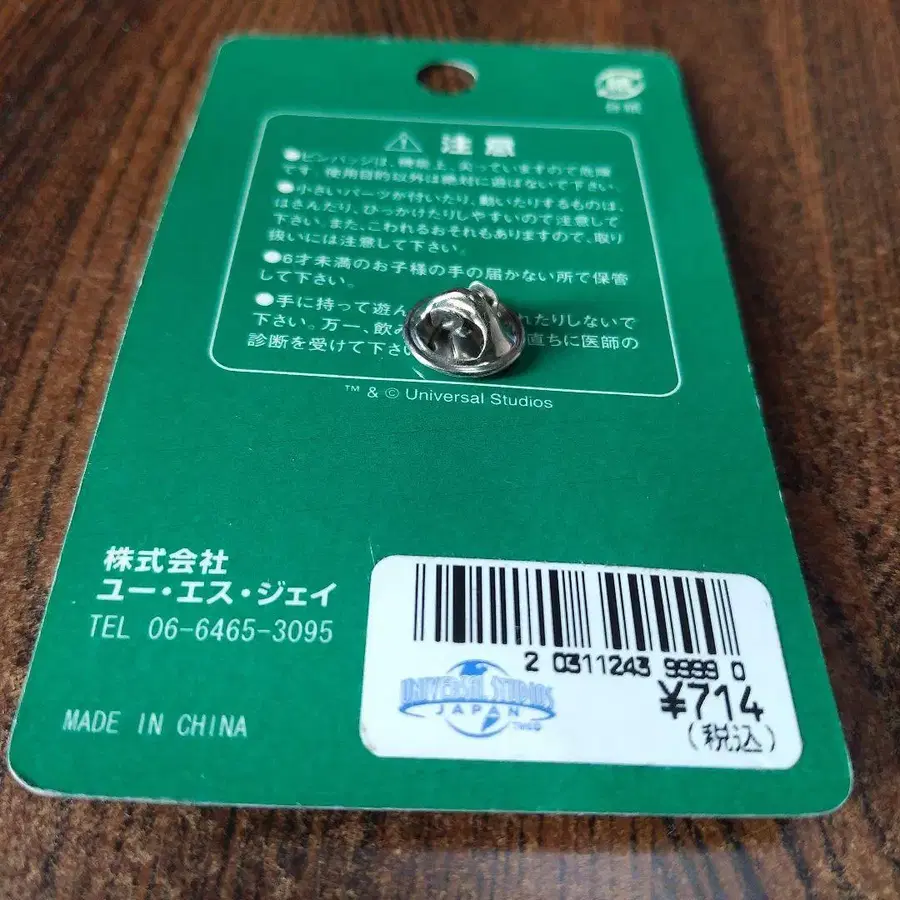 台紙
注意
●ピンバッジは、機能上、尖っていますので危険
です。使用目的以外は絶対に遊ばないで下さい。
●小さいパーツが付いたり、動いたりするものは、
はさんだり、ひっかけたりしやすいので注意して
下さい。また、こわれるおそれもありますので、取り
扱いには注意して下さい。
●6才未満のお子様の手の届かない所で保管
して下さい。
●手に持って遊ん れたりしないで
下さい。万一、飲み 直ちに医師の
診断を受けて下さ
™ & © Universal Studios
株式会社
ユー・エス・ジェイ
TEL 06-6465-3095
MADE IN CHINA
2 0311243 9999 0
UNIVERSAL STUDIOS
JAPAN
¥714
(税込)